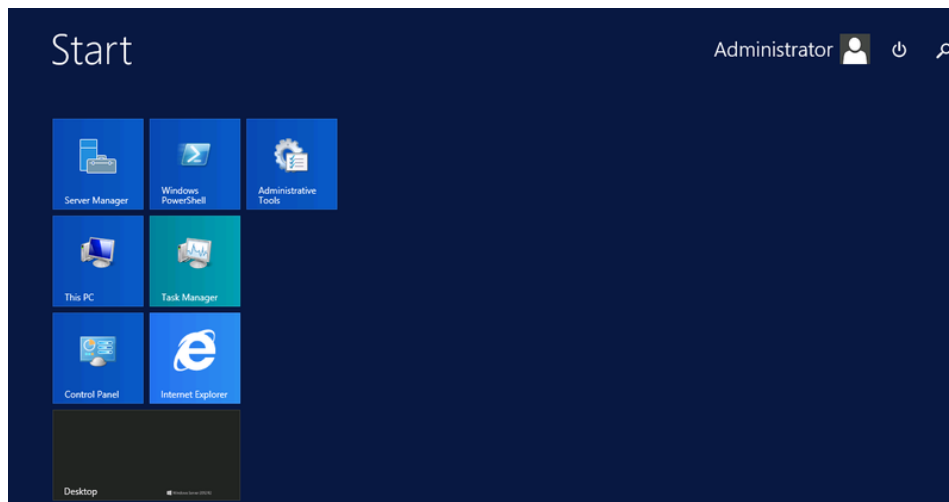 Start
Administrator
Server Manager
Windows
PowerShell
Administrative
Tools
This PC
Task Manager
Control Panel
Internet Explorer
Desktop